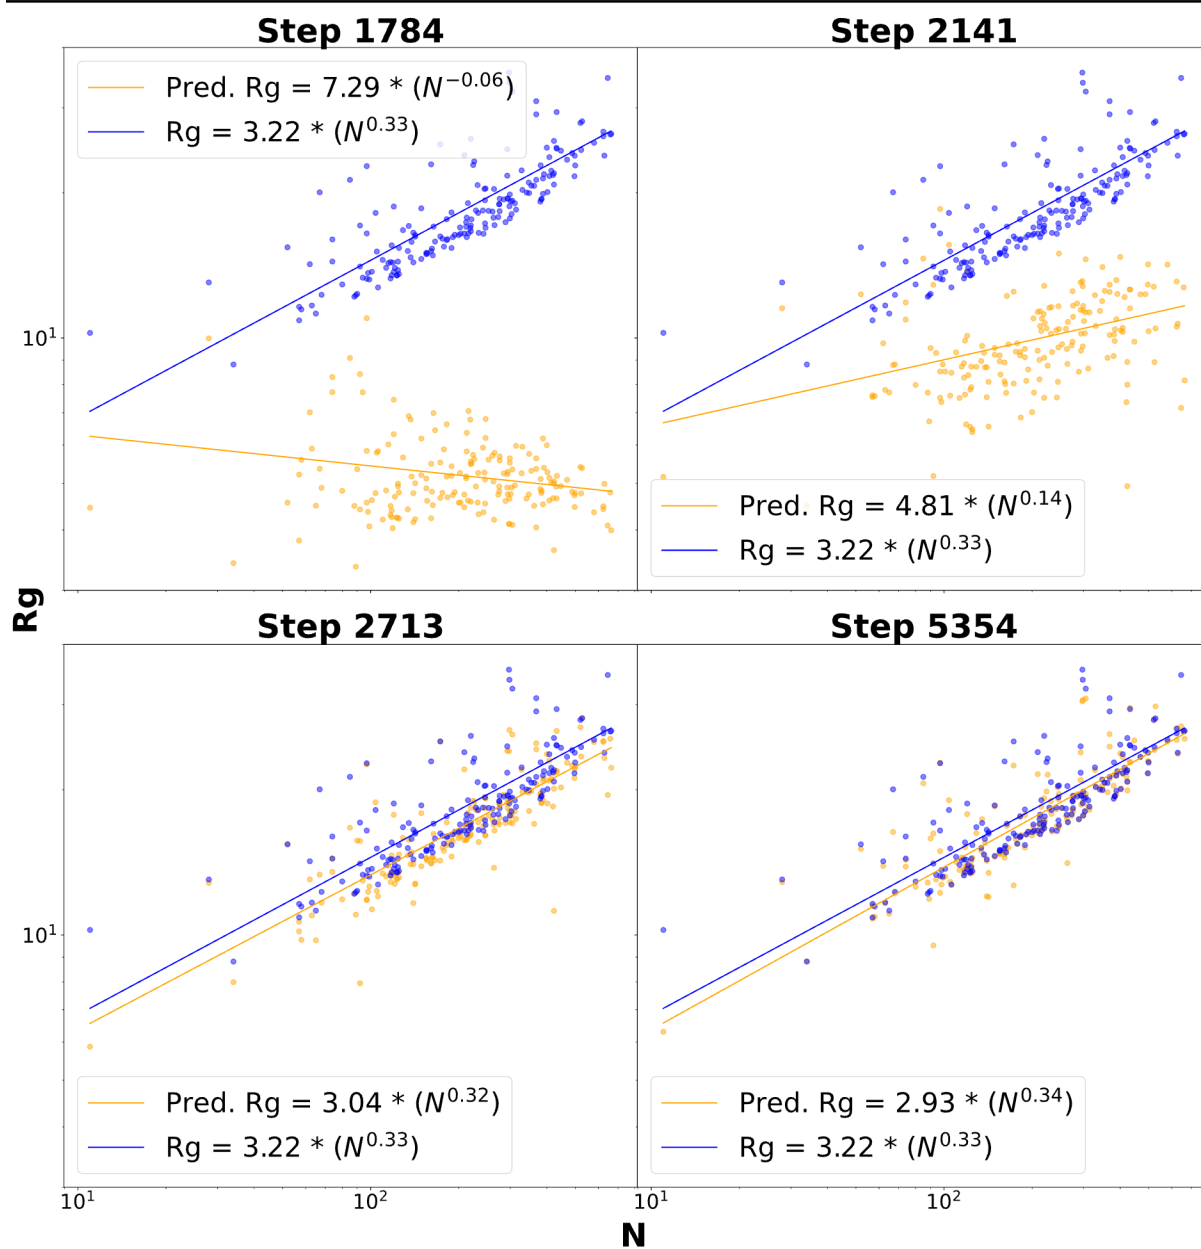 Step 1784
Pred. Rg = 7.29 * (N^{-0.06})
Rg = 3.22 * (N^{0.33})
10^1
Step 2141
Pred. Rg = 4.81 * (N^{0.14})
Rg = 3.22 * (N^{0.33})
Rg
Step 2713
10^1
Pred. Rg = 3.04 * (N^{0.32})
Rg = 3.22 * (N^{0.33})
10^1
10^2
Step 5354
Pred. Rg = 2.93 * (N^{0.34})
Rg = 3.22 * (N^{0.33})
10^1
10^2
N